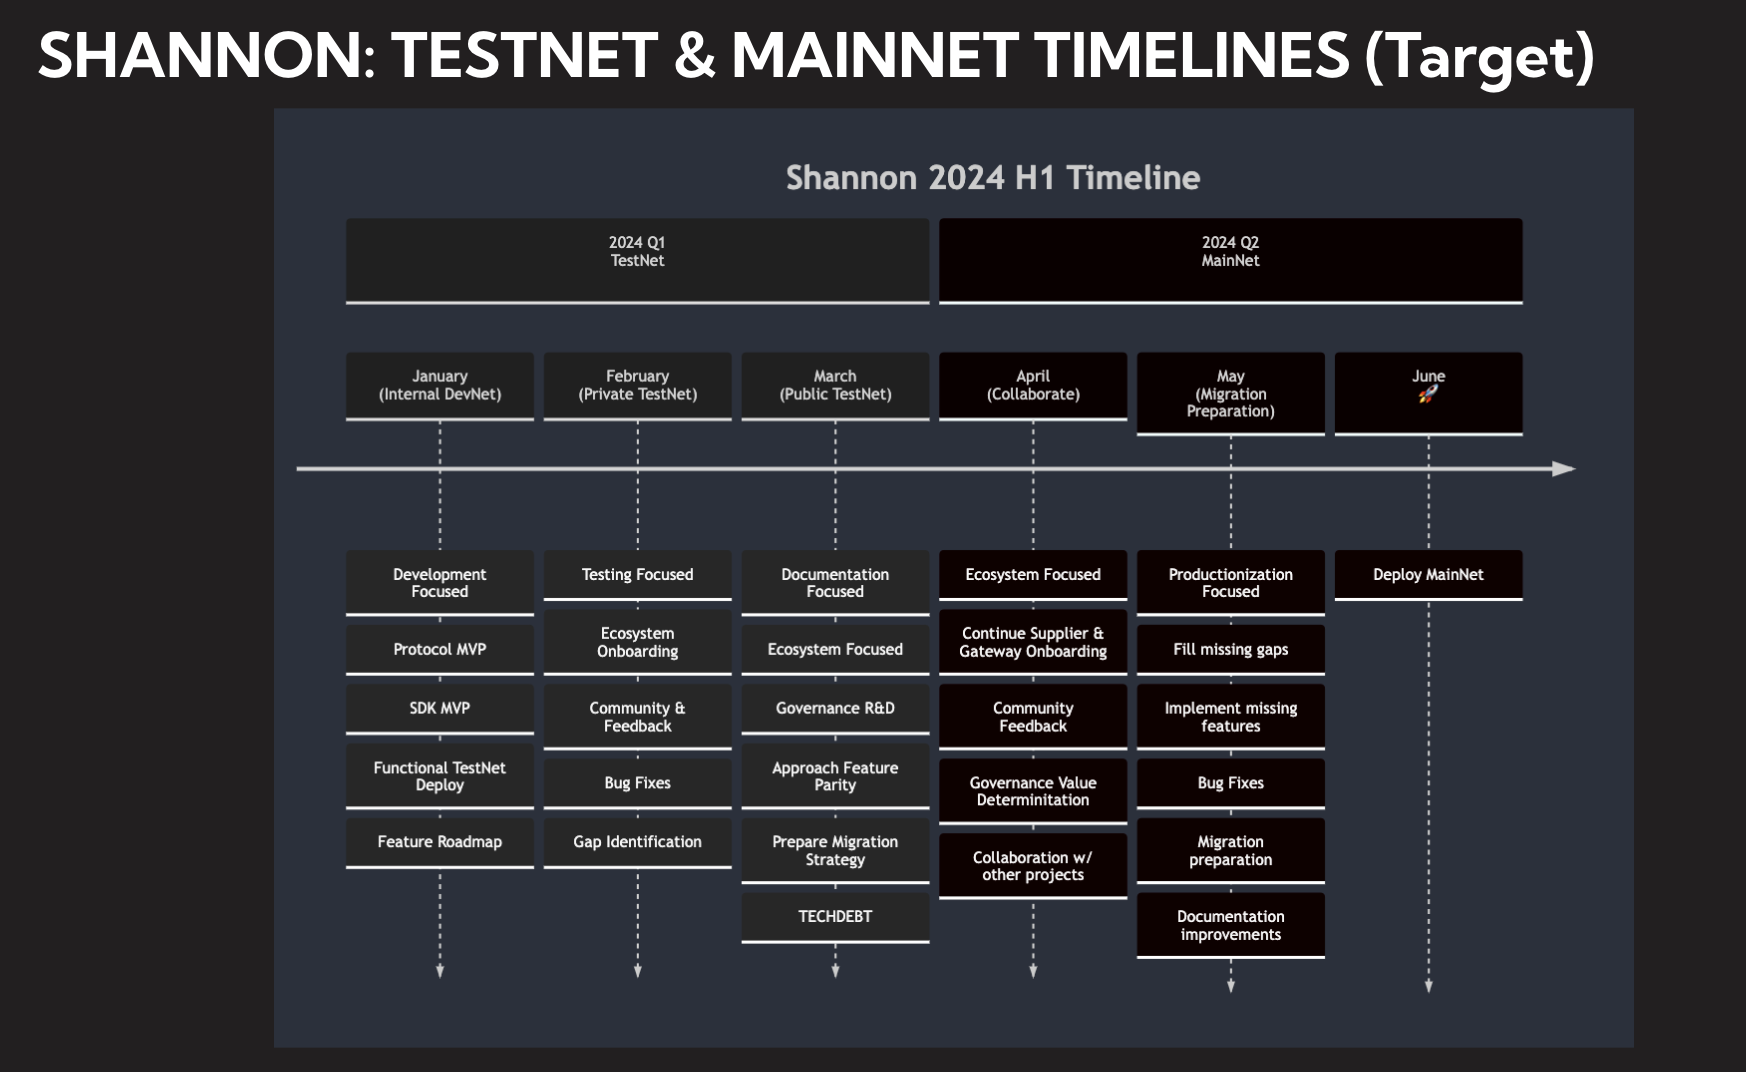 SHANNON: TESTNET & MAINNET TIMELINES (Target)
Shannon 2024 H1 Timeline
2024 Q1
TestNet
2024 Q2
MainNet
January
(Internal DevNet)
February
(Private TestNet)
March
(Public TestNet)
April
(Collaborate)
May
(Migration
Preparation)
June
🚀
Development
Focused
Protocol MVP
SDK MVP
Functional TestNet
Deploy
Feature Roadmap
Testing Focused
Ecosystem
Onboarding
Community &
Feedback
Bug Fixes
Gap Identification
Documentation
Focused
Ecosystem Focused
Governance R&D
Approach Feature
Parity
Prepare Migration
Strategy
TECHDEBT
Ecosystem Focused
Continue Supplier &
Gateway Onboarding
Community
Feedback
Governance Value
Determinitation
Collaboration w/
other projects
Productionization
Focused
Fill missing gaps
Implement missing
features
Bug Fixes
Migration
preparation
Documentation
improvements
Deploy MainNet